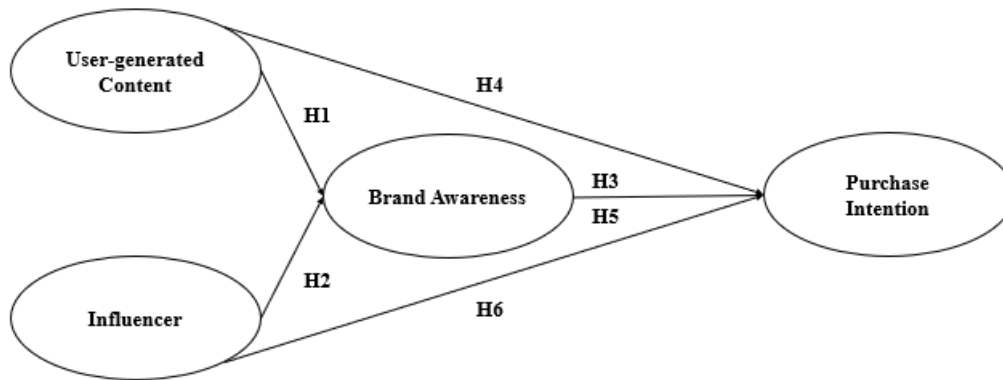 User-generated
Content
H4
H1
Brand Awareness
H3
H5
Purchase
Intention
H2
Influencer
H6